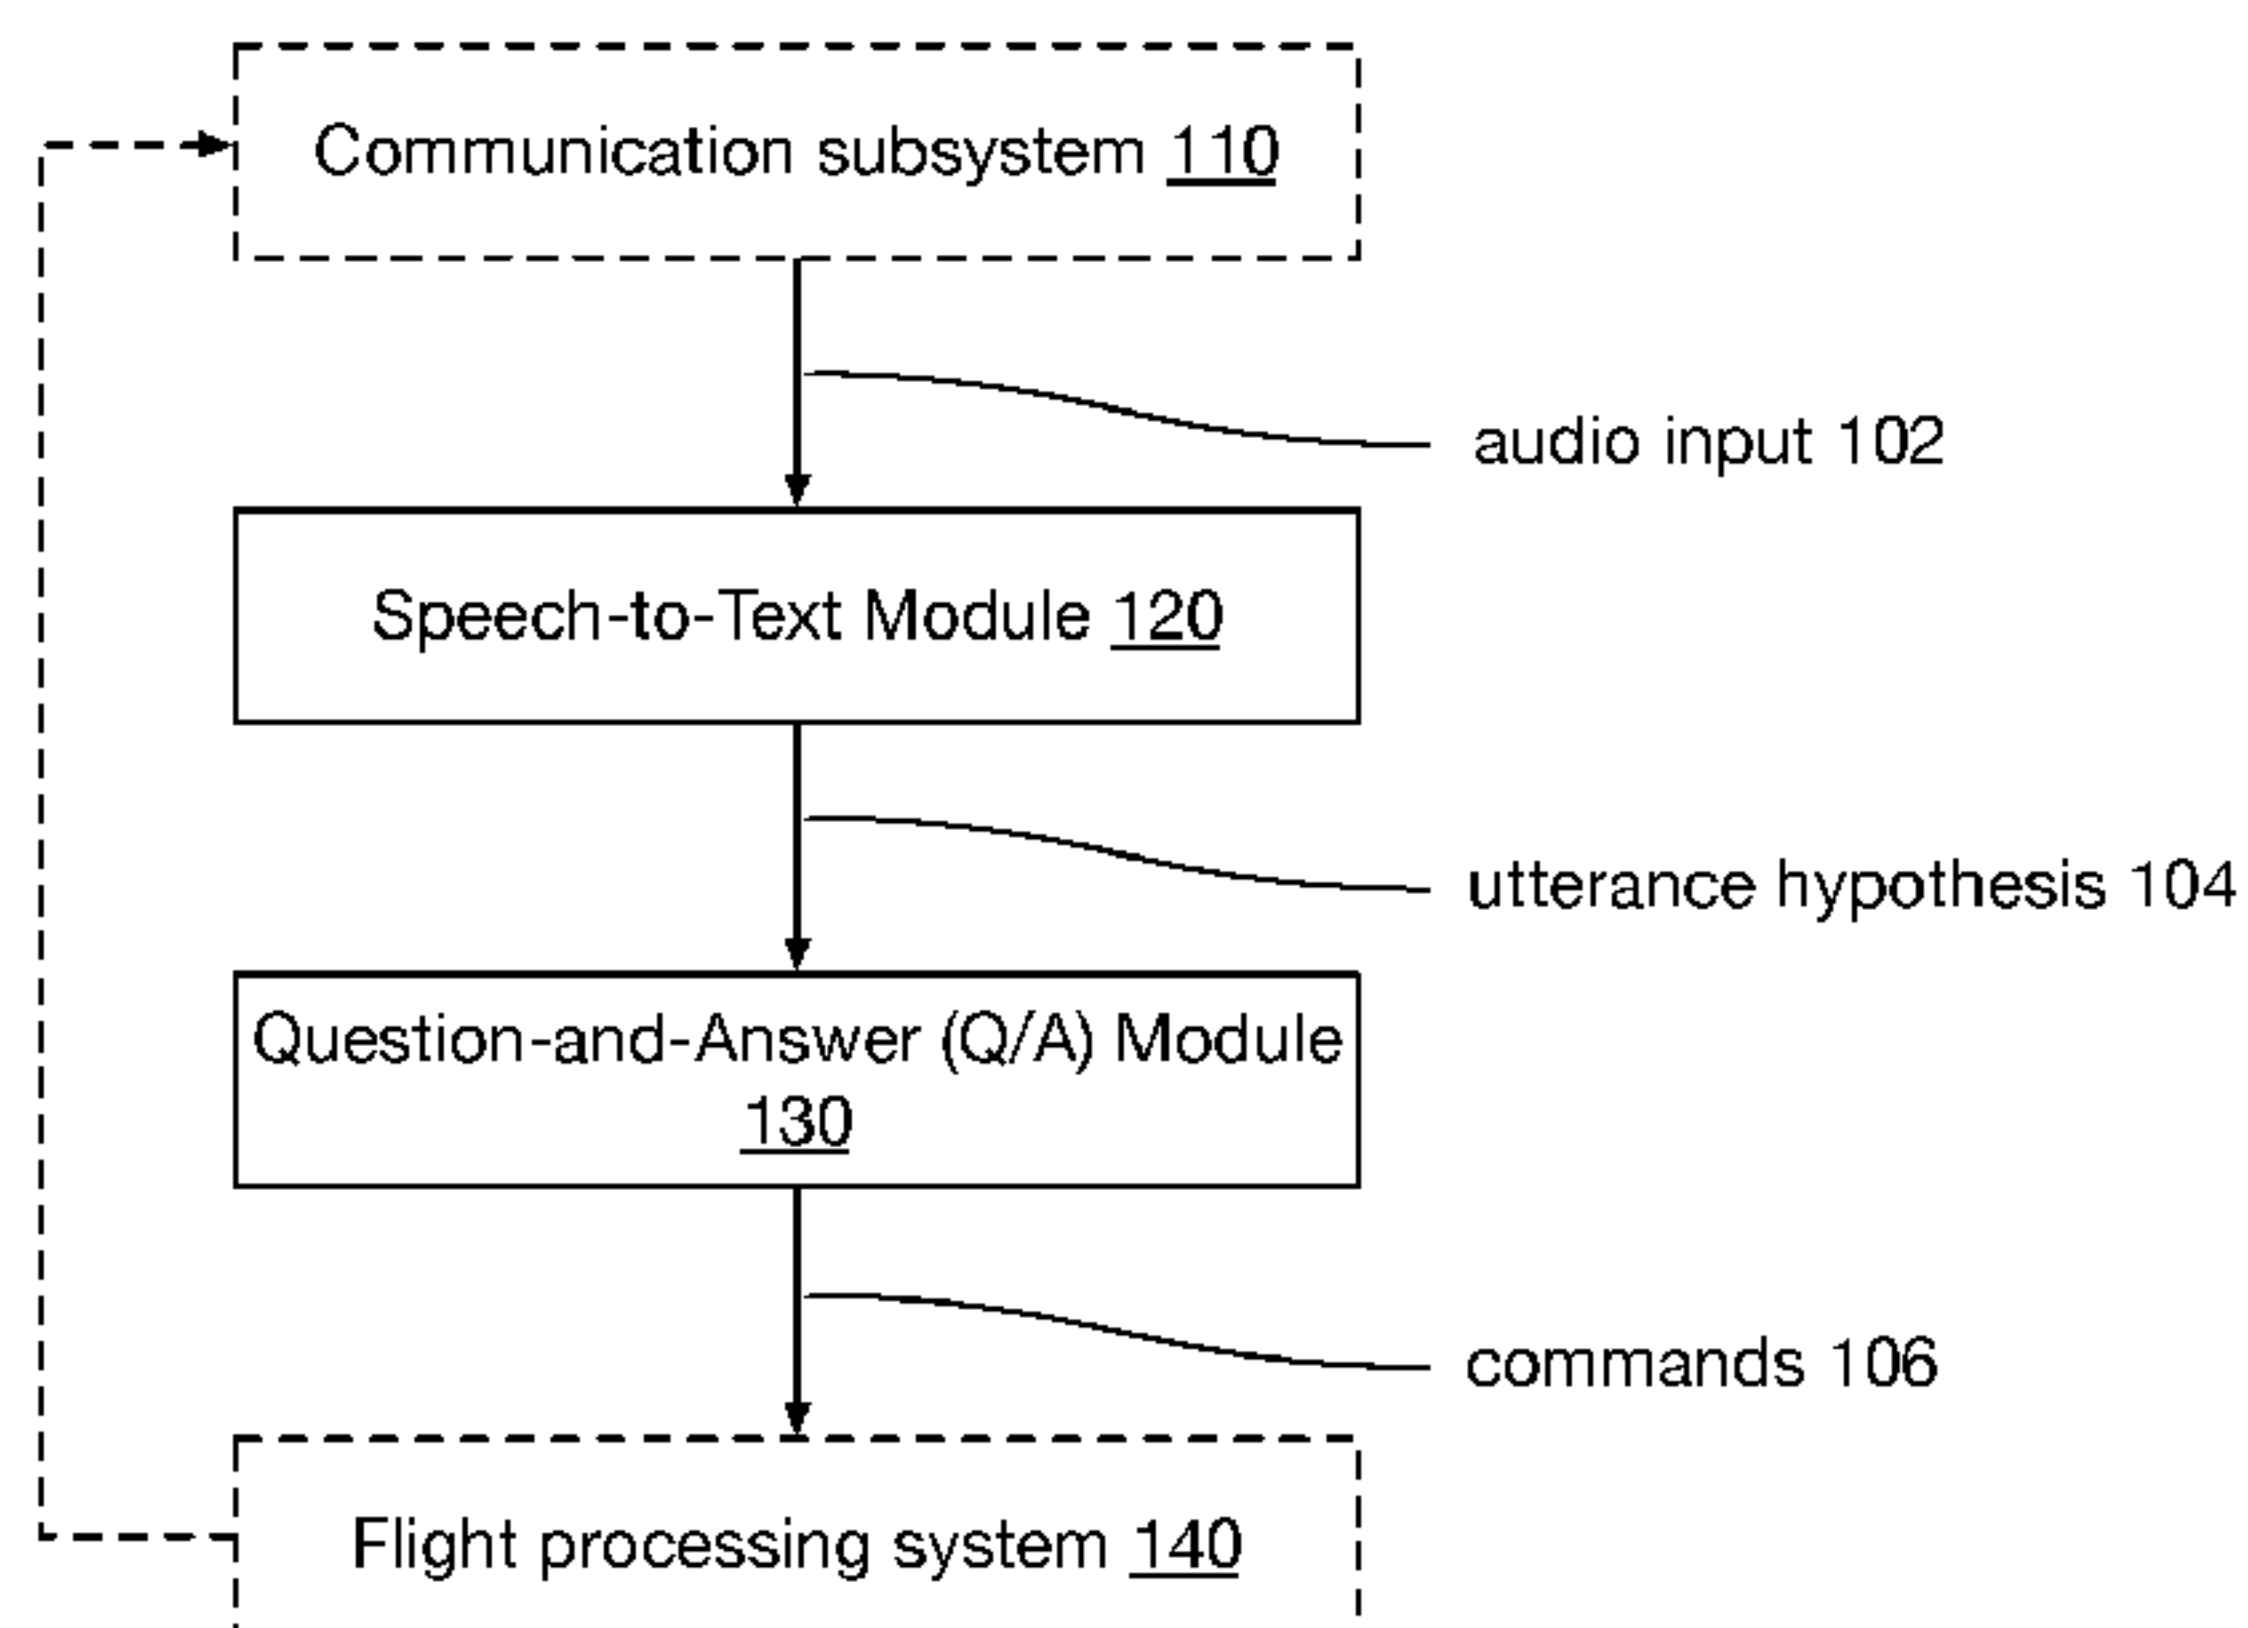 Communication subsystem 110
audio input 102
Speech-to-Text Module 120
utterance hypothesis 104
Question-and-Answer (Q/A) Module
130
commands 106
Flight processing system 140